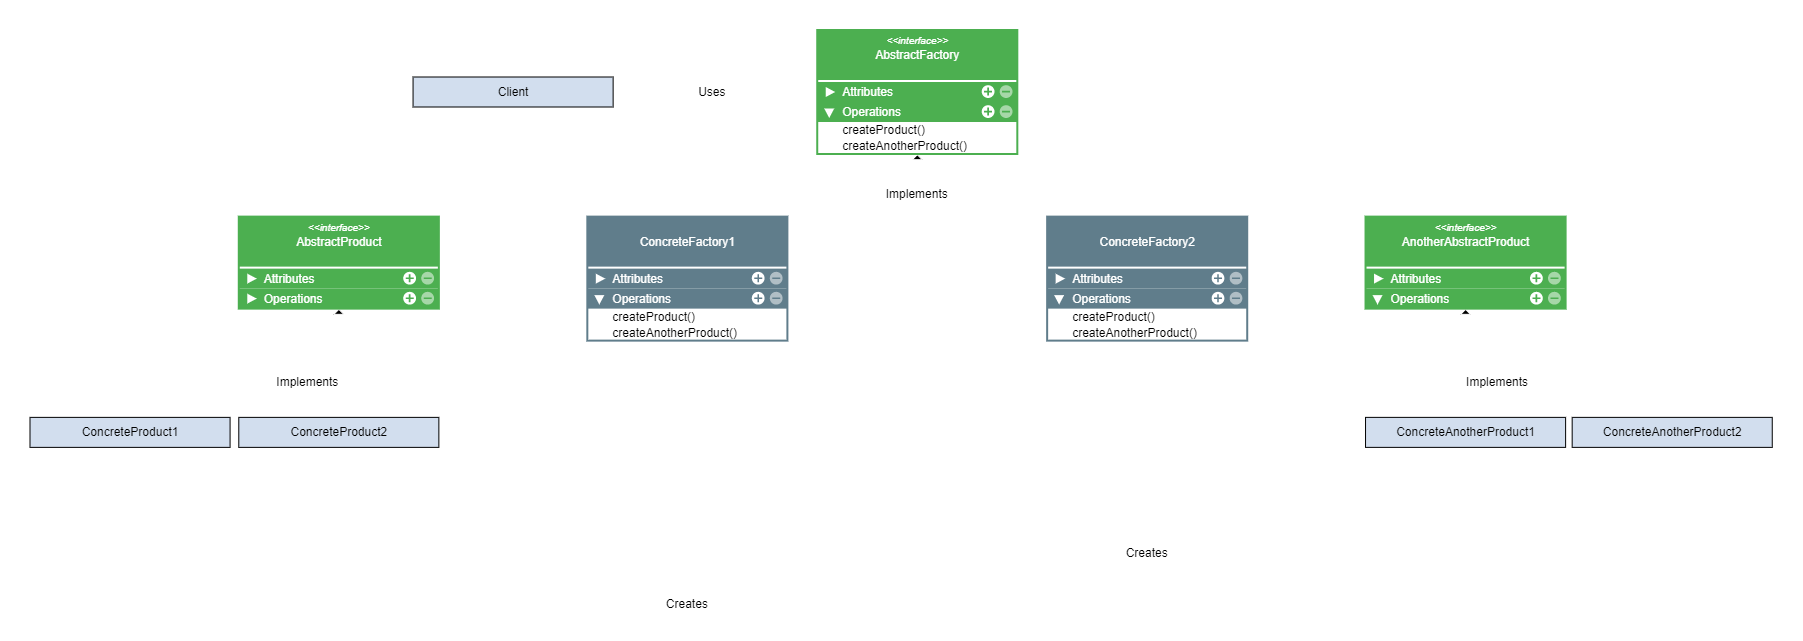 <<interface>>
AbstractFactory
Client
Uses
Attributes
Operations
createProduct()
createAnotherProduct()
Implements
<<interface>>
AbstractProduct
Attributes
Operations
ConcreteFactory1
Attributes
Operations
createProduct()
createAnotherProduct()
ConcreteFactory2
Attributes
Operations
createProduct()
createAnotherProduct()
<<interface>>
AnotherAbstractProduct
Attributes
Operations
Implements
Implements
ConcreteProduct1
ConcreteProduct2
ConcreteAnotherProduct1
ConcreteAnotherProduct2
Creates
Creates